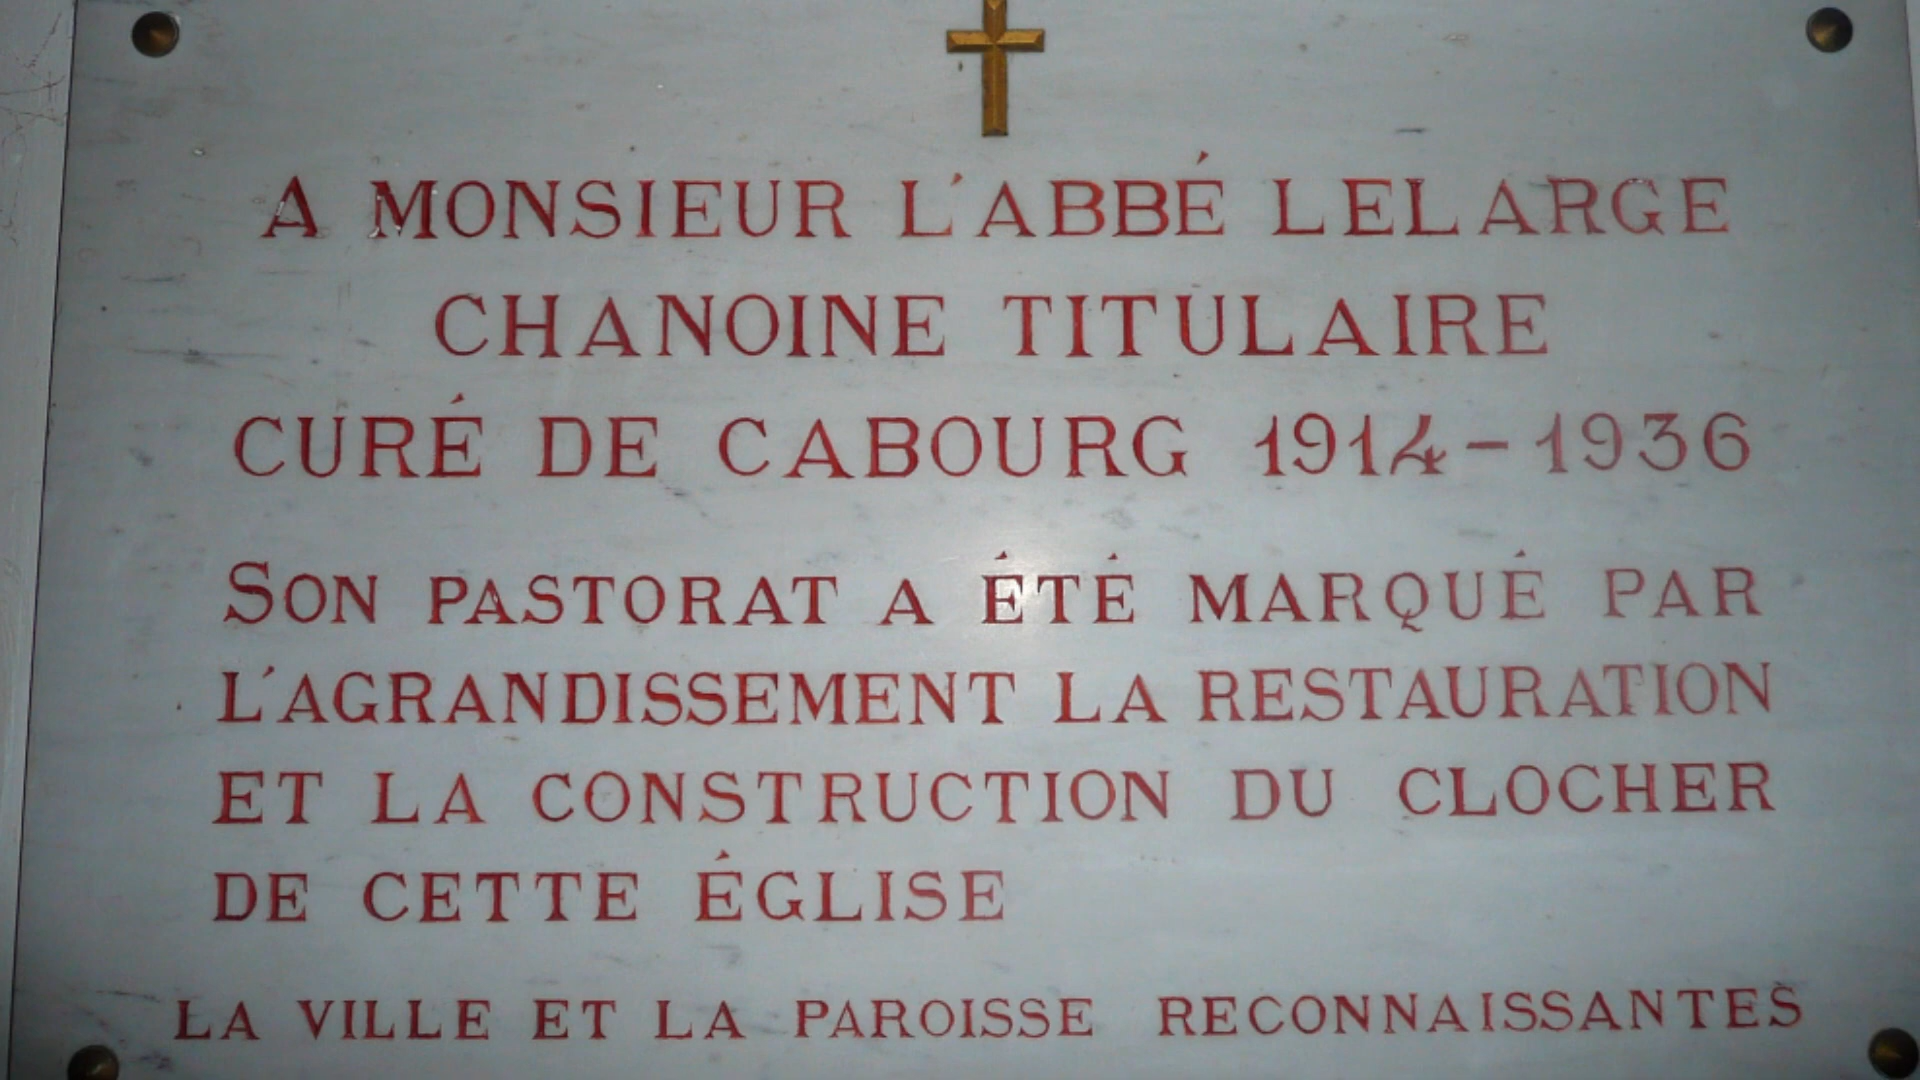 A MONSIEUR L'ABBÉ LELARGE
CHANOINE TITULAIRE
CURÉ DE CABOURG 1914-1936
SON PASTORAT A ÉTÉ MARQUÉ PAR
L'AGRANDISSEMENT LA RESTAURATION
ET LA CONSTRUCTION DU CLOCHER
DE CETTE ÉGLISE
LA VILLE ET LA PAROISSE RECONNAISSANTES